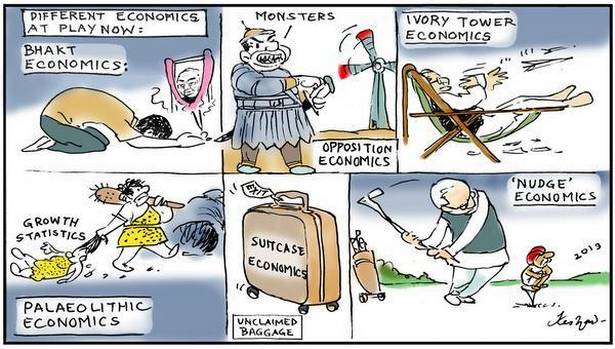 DIFFERENT ECONOMICS
AT PLAY NOW:
BHAKT
ECONOMICS:
MONSTERS
OPPOSITION
ECONOMICS
IVORY TOWER
ECONOMICS
GROWTH
STATISTICS
PALAEOLITHIC
ECONOMICS
SUITCASE
ECONOMICS
UNCLAIMED
BAGGAGE
'NUDGE'
ECONOMICS
2019
Keshav